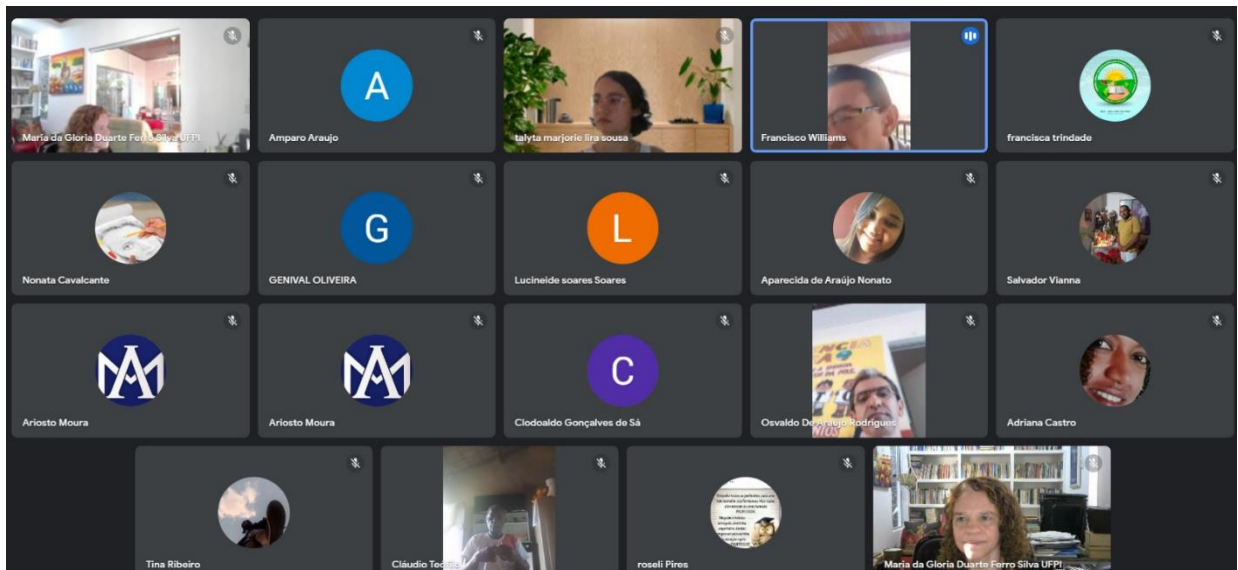 Maria da Gloria Duarte Ferro Silva UFPI
A
Amparo Araujo
talyta marjorie lira sousa
Francisco Williams
francisca trindade
Nonata Cavalcante
G
GENIVAL OLIVEIRA
L
Lucineide soares Soares
Aparecida de Araújo Nonato
Salvador Vianna
Ariosto Moura
Ariosto Moura
C
Clodoaldo Gonçalves de Sá
Osvaldo De Araujo Rodrigues
Adriana Castro
Tina Ribeiro
Cláudio
roseli Pires
Maria da Gloria Duarte Ferro Silva UFPI